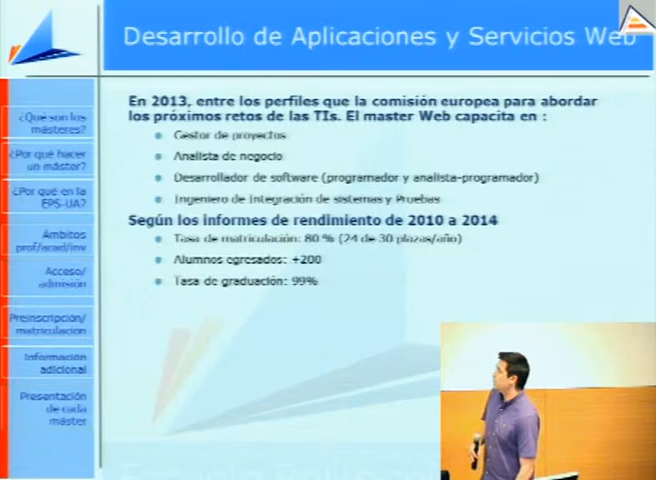 Desarrollo de Aplicaciones y Servicios Web
¿Qué son los
másteres?
¿Por qué hacer
un máster?
¿Por qué en la
EPS-UA?
Ámbitos
prof/acad/inv
Acceso/
admisión
Preinscripción/
matriculación
Información
adicional
Presentación
de cada
máster
En 2013, entre los perfiles que la comisión europea para abordar
los próximos retos de las TIs. El master Web capacita en :
Gestor de proyectos
Analista de negocio
Desarrollador de software (programador y analista-programador)
Ingeniero de Integración de sistemas y Pruebas
Según los informes de rendimiento de 2010 a 2014
Tasa de matriculación: 80 % (24 de 30 plazas/año)
Alumnos egresados: +200
Tasa de graduación: 99%